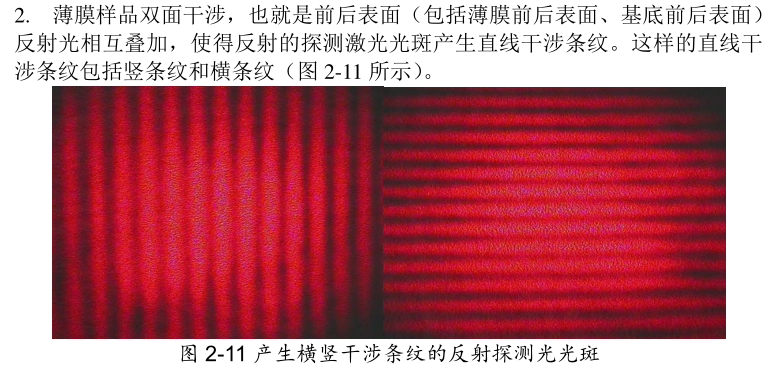 2. 薄膜样品双面干涉，也就是前后表面（包括薄膜前后表面、基底前后表面）
反射光相互叠加，使得反射的探测激光光斑产生直线干涉条纹。这样的直线干
涉条纹包括竖条纹和横条纹（图 2-11 所示）。
图 2-11 产生横竖干涉条纹的反射探测光光斑